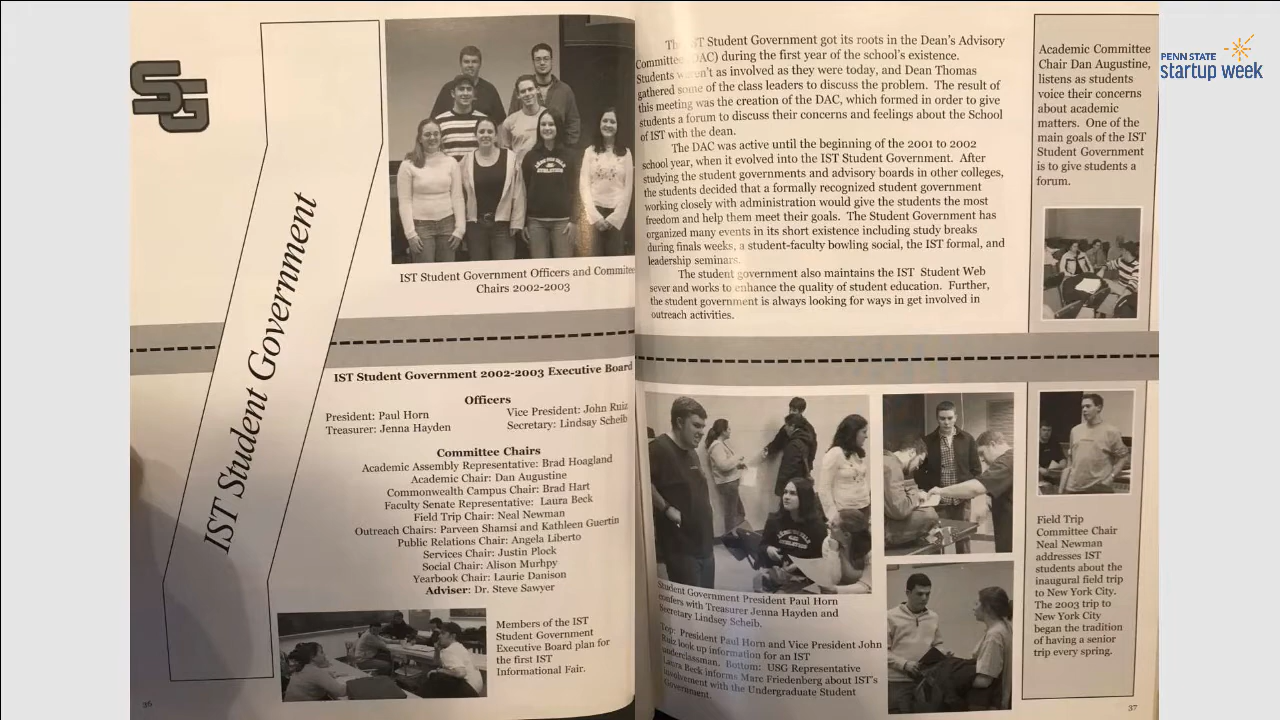 SG
IST Student Government
IST Student Government Officers and Committee
Chairs 2002-2003
IST Student Government 2002-2003 Executive Board
Officers
President: Paul Horn
Vice President: John Ruiz
Treasurer: Jenna Hayden
Secretary: Lindsay Scheib
Committee Chairs
Academic Assembly Representative: Brad Hoagland
Academic Chair: Dan Augustine
Commonwealth Campus Chair: Brad Hart
Faculty Senate Representative: Laura Beck
Field Trip Chair: Neal Newman
Outreach Chairs: Parveen Shamsi and Kathleen Guertin
Public Relations Chair: Angela Liberto
Services Chair: Justin Plock
Social Chair: Alison Murhpy
Yearbook Chair: Laurie Danison
Adviser: Dr. Steve Sawyer
Members of the IST
Student Government
Executive Board plan for
the first IST
Informational Fair.
36
The IST Student Government got its roots in the Dean's Advisory
Committee (DAC) during the first year of the school's existence.
Students weren't as involved as they were today, and Dean Thomas
gathered some of the class leaders to discuss the problem. The result of
this meeting was the creation of the DAC, which formed in order to give
students a forum to discuss their concerns and feelings about the School
of IST with the dean.
The DAC was active until the beginning of the 2001 to 2002
school year, when it evolved into the IST Student Government. After
studying the student governments and advisory boards in other colleges,
the students decided that a formally recognized student government
working closely with administration would give the students the most
freedom and help them meet their goals. The Student Government has
organized many events in its short existence including study breaks
during finals weeks, a student-faculty bowling social, the IST formal, and
leadership seminars.
The student government also maintains the IST Student Web
sever and works to enhance the quality of student education. Further,
the student government is always looking for ways in get involved in
outreach activities.
Student Government President Paul Horn
confers with Treasurer Jenna Hayden and
Secretary Lindsey Scheib.
Top: President Paul Horn and Vice President John
Ruiz look up information for an IST
underclassman. Bottom: USG Representative
Laura Beck informs Marc Friedenberg about IST's
involvement with the Undergraduate Student
Government.
Academic Committee
Chair Dan Augustine,
listens as students
voice their concerns
about academic
matters. One of the
main goals of the IST
Student Government
is to give students a
forum.
Field Trip
Committee Chair
Neal Newman
addresses IST
students about the
inaugural field trip
to New York City.
The 2003 trip to
New York City
began the tradition
of having a senior
trip every spring.
37
PENN STATE
startup week